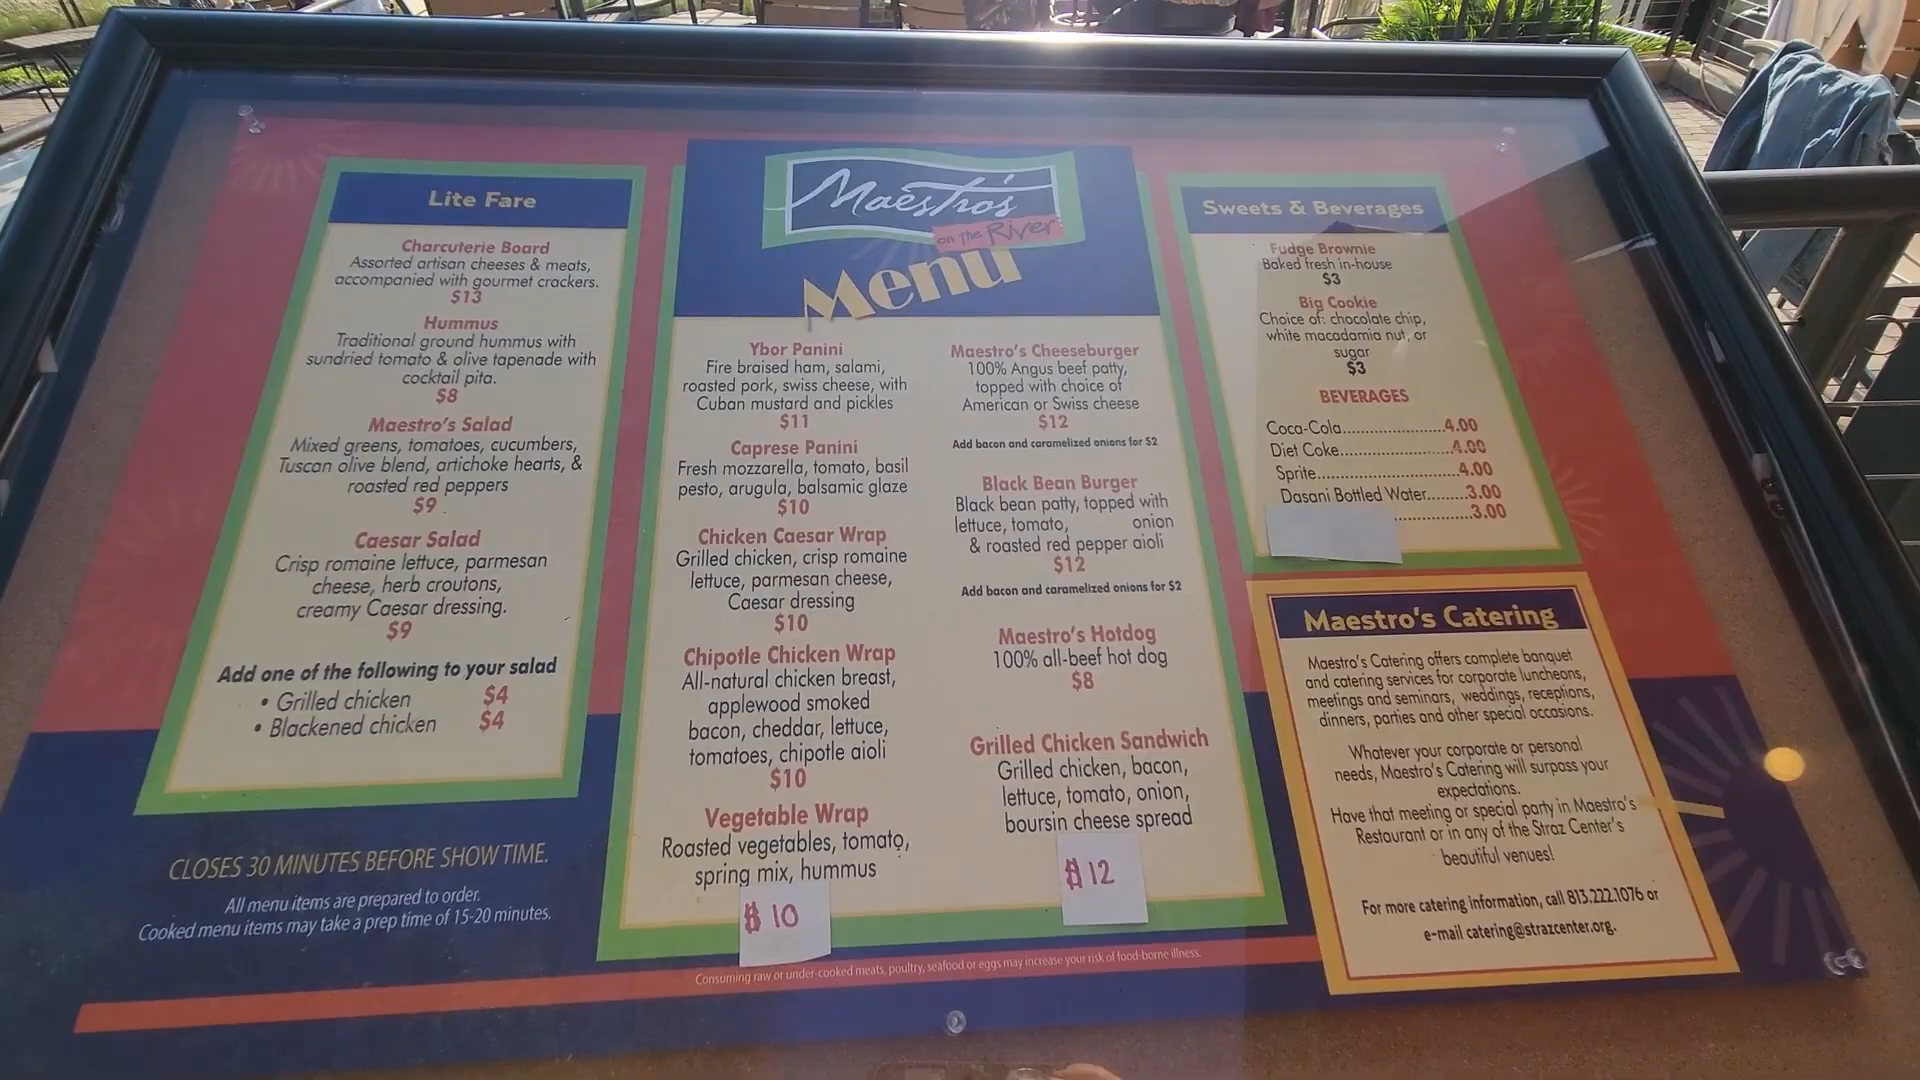 Lite Fare
Charcuterie Board
Assorted artisan cheeses & meats,
accompanied with gourmet crackers.
$13
Hummus
Traditional ground hummus with
sundried tomato & olive tapenade with
cocktail pita.
$8
Maestro's Salad
Mixed greens, tomatoes, cucumbers,
Tuscan olive blend, artichoke hearts, &
roasted red peppers
$9
Caesar Salad
Crisp romaine lettuce, parmesan
cheese, herb croutons,
creamy Caesar dressing.
$9
Add one of the following to your salad
• Grilled chicken $4
• Blackened chicken $4
CLOSES 30 MINUTES BEFORE SHOW TIME.
All menu items are prepared to order.
Cooked menu items may take a prep time of 15-20 minutes.
Maestro's
on the River
Menu
Ybor Panini
Fire braised ham, salami,
roasted pork, swiss cheese, with
Cuban mustard and pickles
$11
Caprese Panini
Fresh mozzarella, tomato, basil
pesto, arugula, balsamic glaze
$10
Chicken Caesar Wrap
Grilled chicken, crisp romaine
lettuce, parmesan cheese,
Caesar dressing
$10
Chipotle Chicken Wrap
All-natural chicken breast,
applewood smoked
bacon, cheddar, lettuce,
tomatoes, chipotle aioli
$10
Vegetable Wrap
Roasted vegetables, tomato,
spring mix, hummus
$10
Maestro's Cheeseburger
100% Angus beef patty,
topped with choice of
American or Swiss cheese
$12
Add bacon and caramelized onions for $2
Black Bean Burger
Black bean patty, topped with
lettuce, tomato, onion
& roasted red pepper aioli
$12
Add bacon and caramelized onions for $2
Maestro's Hotdog
100% all-beef hot dog
$8
Grilled Chicken Sandwich
Grilled chicken, bacon,
lettuce, tomato, onion,
boursin cheese spread
$12
Consuming raw or under-cooked meats, poultry, seafood or eggs may increase your risk of food-borne illness.
Sweets & Beverages
Fudge Brownie
Baked fresh in-house
$3
Big Cookie
Choice of: chocolate chip,
white macadamia nut, or
sugar
$3
BEVERAGES
Coca-Cola.......................4.00
Diet Coke.........................4.00
Sprite................................4.00
Dasani Bottled Water.........3.00
.................3.00
Maestro's Catering
Maestro's Catering offers complete banquet
and catering services for corporate luncheons,
meetings and seminars, weddings, receptions,
dinners, parties and other special occasions.
Whatever your corporate or personal
needs, Maestro's Catering will surpass your
expectations.
Have that meeting or special party in Maestro's
Restaurant or in any of the Straz Center's
beautiful venues!
For more catering information, call 813.222.1076 or
e-mail catering@strazcenter.org.